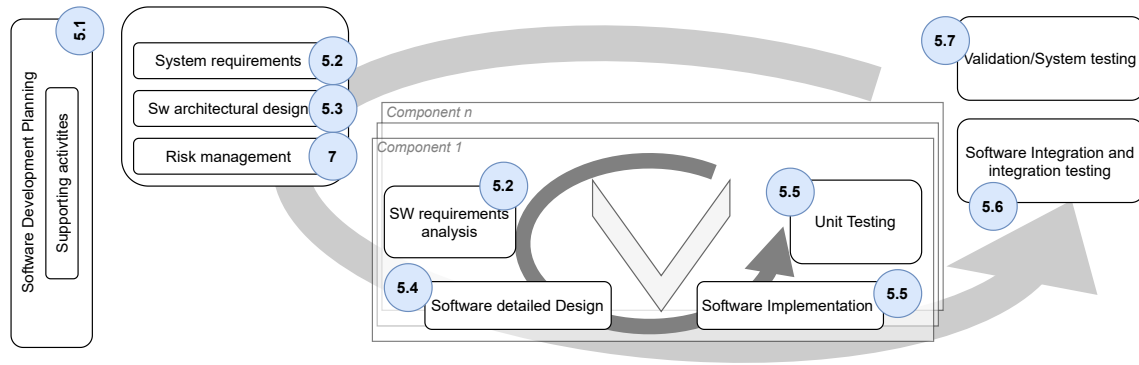 5.1
Software Development Planning
Supporting activtites
System requirements
5.2
Sw architectural design
5.3
Risk management
7
Component n
Component 1
5.2
SW requirements
analysis
5.4
Software detailed Design
Software Implementation
5.5
5.5
Unit Testing
5.7
Validation/System testing
Software Integration and
integration testing
5.6